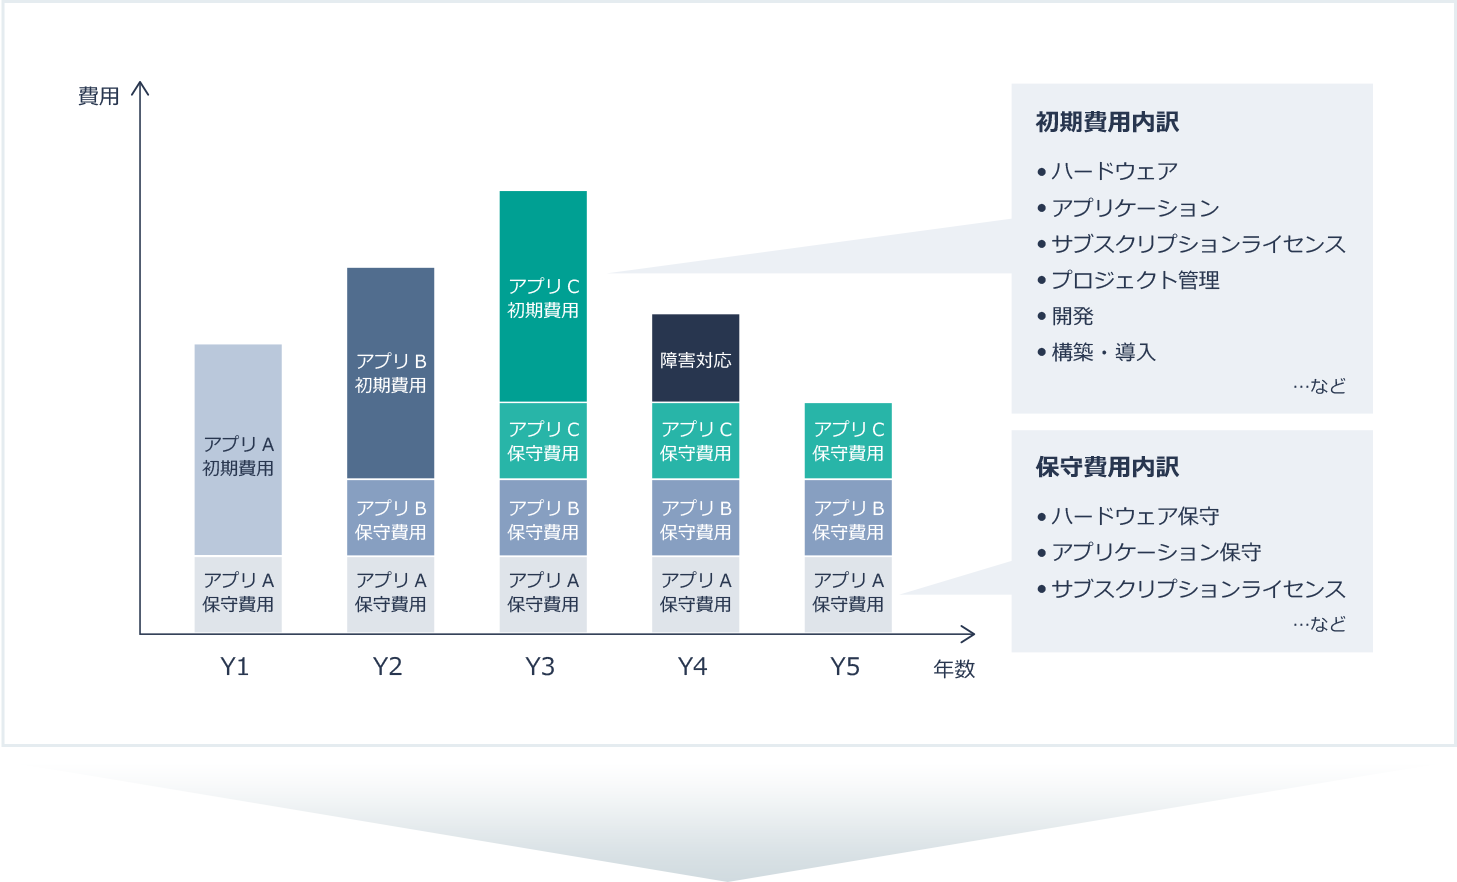 費用
アプリ A
初期費用
アプリ A
保守費用
アプリ B
初期費用
アプリ B
保守費用
アプリ A
保守費用
アプリ C
初期費用
アプリ C
保守費用
アプリ B
保守費用
アプリ A
保守費用
障害対応
アプリ C
保守費用
アプリ B
保守費用
アプリ A
保守費用
アプリ C
保守費用
アプリ B
保守費用
アプリ A
保守費用
Y1
Y2
Y3
Y4
Y5
年数
初期費用内訳
•ハードウェア
•アプリケーション
•サブスクリプションライセンス
•プロジェクト管理
•開発
•構築・導入
…など
保守費用内訳
•ハードウェア保守
•アプリケーション保守
•サブスクリプションライセンス
…など